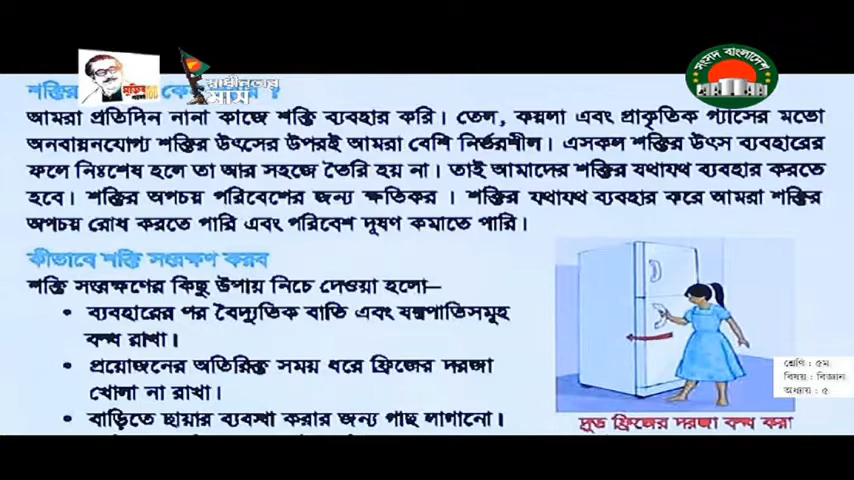 সংসদ বাংলাদেশ
স্বাধীনতার
মাস
শক্তির
আমরা প্রতিদিন নানা কাজে শক্তি ব্যবহার করি। তেল, কয়লা এবং প্রাকৃতিক গ্যাসের মতো
অনবায়নযোগ্য শক্তির উৎসের উপরই আমরা বেশি নির্ভরশীল। এসকল শক্তির উৎস ব্যবহারের
ফলে নিঃশেষ হলে তা আর সহজে তৈরি হয় না। তাই আমাদের শক্তির যথাযথ ব্যবহার করতে
হবে। শক্তির অপচয় পরিবেশের জন্য ক্ষতিকর । শক্তির যথাযথ ব্যবহার করে আমরা শক্তির
অপচয় রোধ করতে পারি এবং পরিবেশ দূষণ কমাতে পারি।
কীভাবে শক্তি সংরক্ষণ করব
শক্তি সংরক্ষণের কিছু উপায় নিচে দেওয়া হলো—
• ব্যবহারের পর বৈদ্যুতিক বাতি এবং যন্ত্রপাতিসমূহ
বন্ধ রাখা।
• প্রয়োজনের অতিরিক্ত সময় ধরে ফ্রিজের দরজা
খোলা না রাখা।
• বাড়িতে ছায়ার ব্যবস্থা করার জন্য গাছ লাগানো।
দ্রুত ফ্রিজের দরজা বন্ধ করা
শ্রেণি : ৫ম
বিষয় : বিজ্ঞান
অধ্যায় : ৫